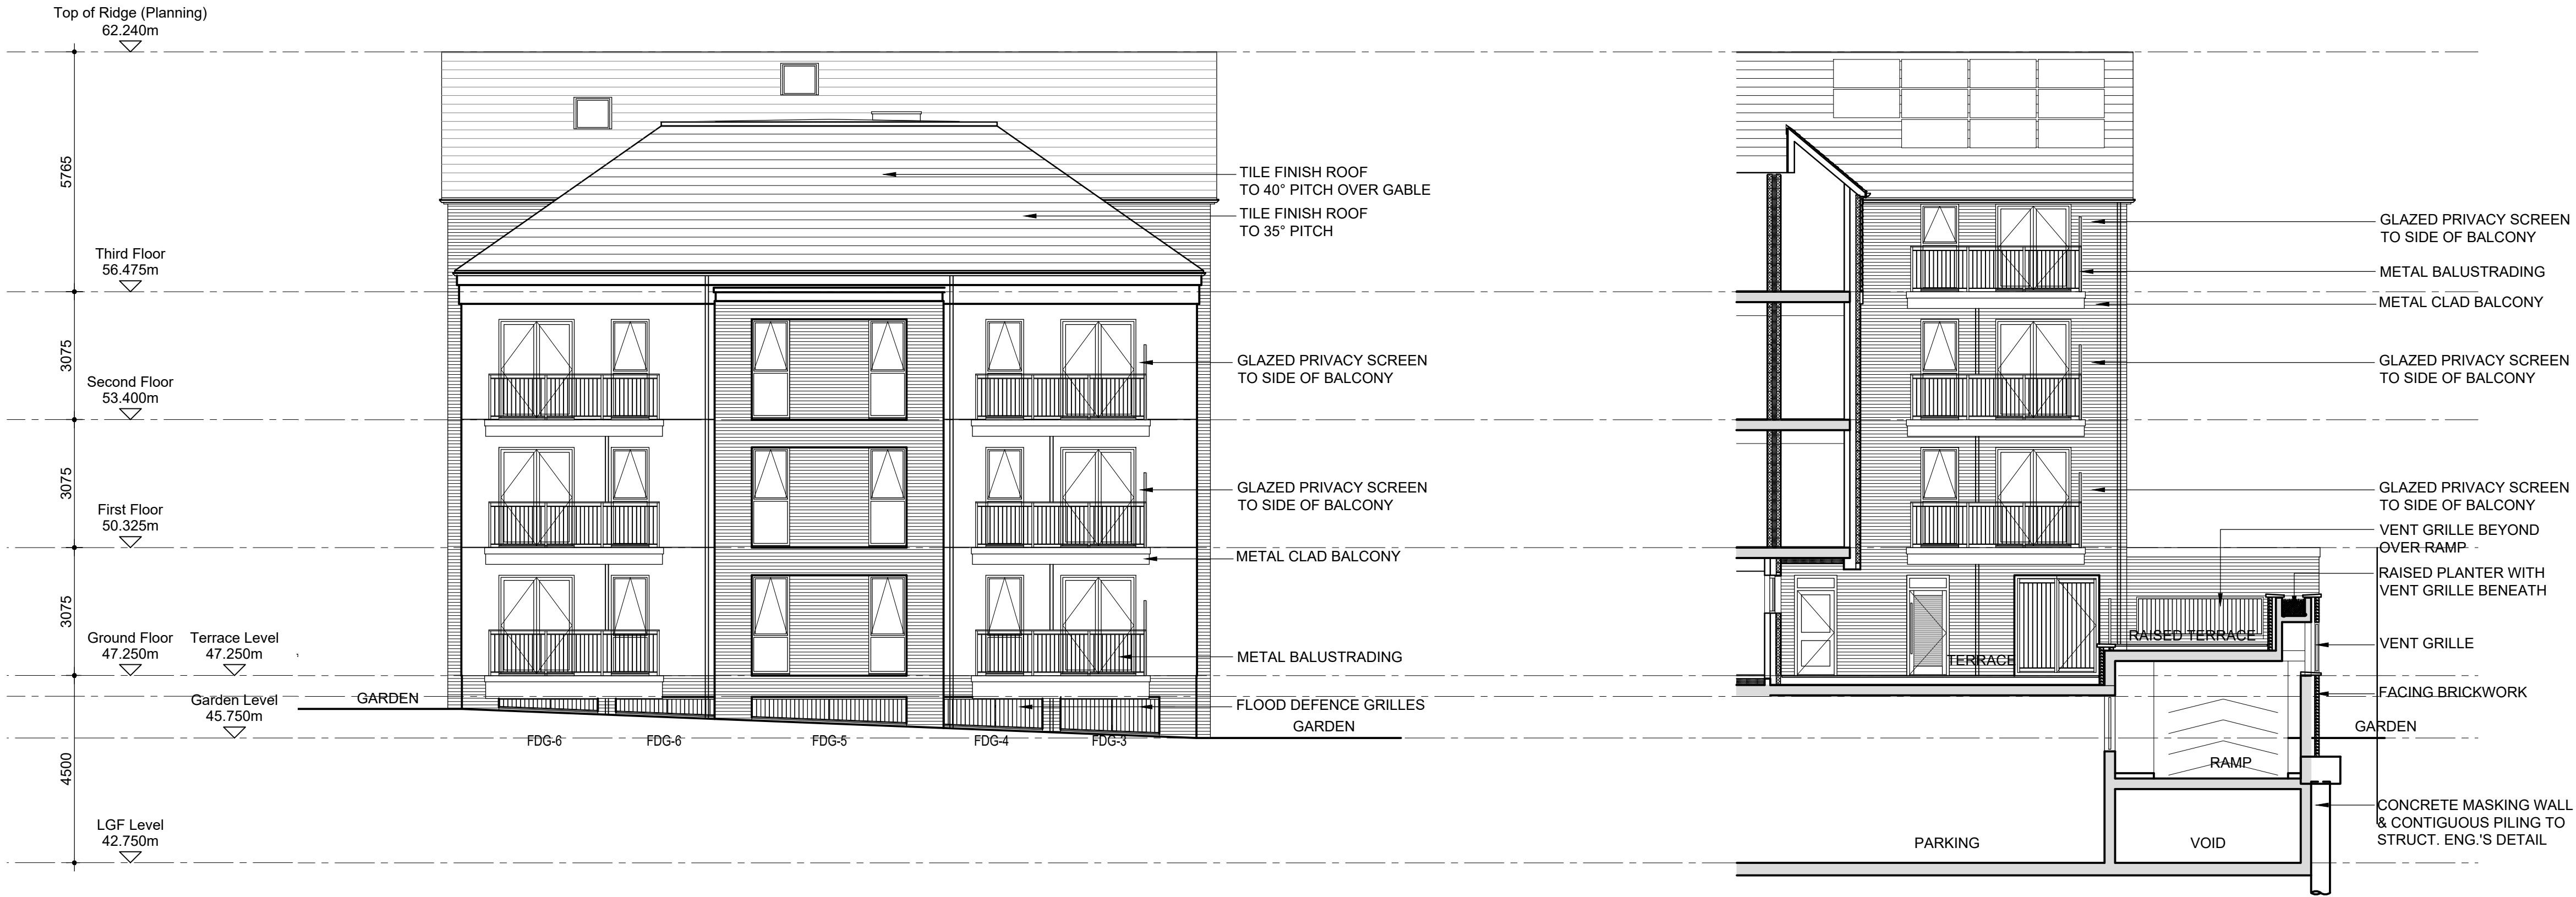 Top of Ridge (Planning)
62.240m
5765
Third Floor
56.475m
3075
Second Floor
53.400m
3075
First Floor
50.325m
3075
Ground Floor
47.250m
Terrace Level
47.250m
Garden Level
45.750m
4500
LGF Level
42.750m
GARDEN
FDG-6
FDG-6
FDG-5
FDG-4
FDG-3
TILE FINISH ROOF
TO 40° PITCH OVER GABLE
TILE FINISH ROOF
TO 35° PITCH
GLAZED PRIVACY SCREEN
TO SIDE OF BALCONY
GLAZED PRIVACY SCREEN
TO SIDE OF BALCONY
METAL CLAD BALCONY
METAL BALUSTRADING
FLOOD DEFENCE GRILLES
GARDEN
RAISED TERRACE
TERRACE
RAMP
PARKING
VOID
GLAZED PRIVACY SCREEN
TO SIDE OF BALCONY
METAL BALUSTRADING
METAL CLAD BALCONY
GLAZED PRIVACY SCREEN
TO SIDE OF BALCONY
GLAZED PRIVACY SCREEN
TO SIDE OF BALCONY
VENT GRILLE BEYOND
OVER RAMP
RAISED PLANTER WITH
VENT GRILLE BENEATH
VENT GRILLE
FACING BRICKWORK
GARDEN
CONCRETE MASKING WALL
& CONTIGUOUS PILING TO
STRUCT. ENG.'S DETAIL